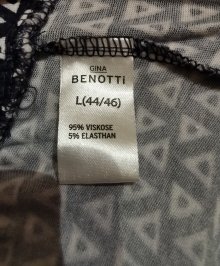 GINA
BENOTTi
L(44/46)
95% VISKOSE
5% ELASTHAN